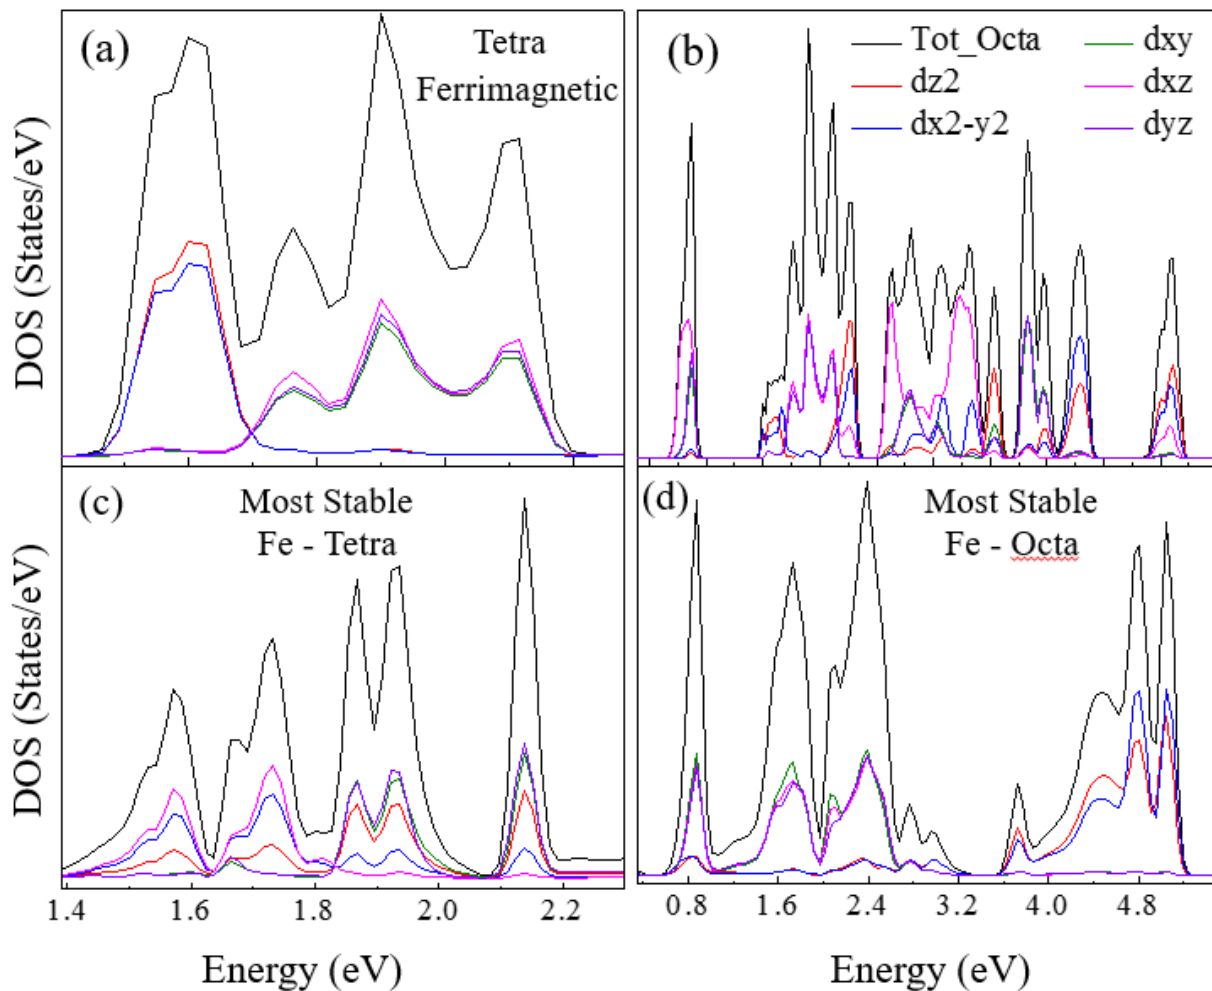 (a)
Tetra
Ferrimagnetic
(b)
Tot_Octa
dxy
dz2
dxz
dx2-y2
dyz
DOS (States/eV)
(c)
Most Stable
Fe - Tetra
(d)
Most Stable
Fe - Octa
DOS (States/eV)
1.4 1.6 1.8 2.0 2.2
0.8 1.6 2.4 3.2 4.0 4.8
Energy (eV)
Energy (eV)